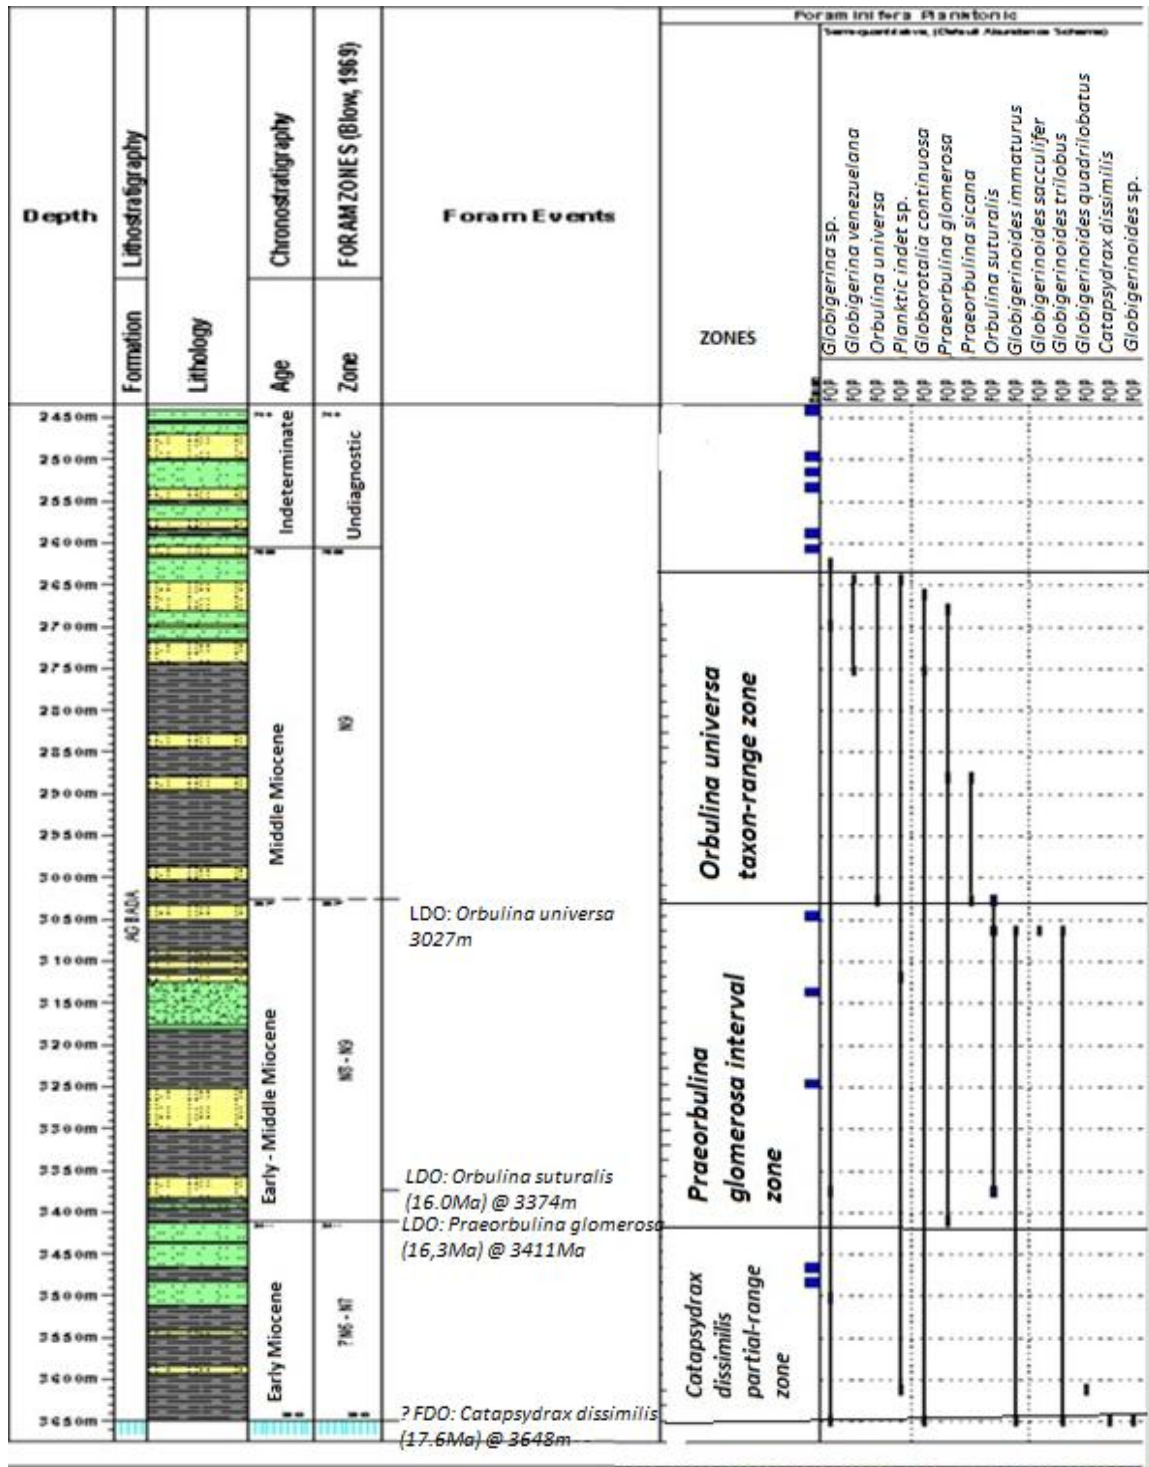 Foraminifera Planktonic
Semi-quantitative, (Default Abundance Scheme)
Depth
Lithostratigraphy
Formation
Lithology
Chronostratigraphy
Age
FORAM ZONES (Blow, 1969)
Zone
Foram Events
ZONES
Globigerina sp.
Globigerina venezuelana
Orbulina universa
Planktic indet sp.
Globorotalia continuosa
Praeorbulina glomerosa
Praeorbulina sicana
Orbulina suturalis
Globigerinoides immaturus
Globigerinoides sacculifer
Globigerinoides trilobus
Globigerinoides quadrilobatus
Catapsydrax dissimilis
Globigerinoides sp.
2450m
2500m
2550m
2600m
2650m
2700m
2750m
2800m
2850m
2900m
2950m
3000m
3050m
3100m
3150m
3200m
3250m
3300m
3350m
3400m
3450m
3500m
3550m
3600m
3650m
AGBADA
Indeterminate
Middle Miocene
Early - Middle Miocene
Early Miocene
Undiagnostic
N9
N8 - N9
?N6 - N7
LDO: Orbulina universa
3027m
LDO: Orbulina suturalis
(16.0Ma) @ 3374m
LDO: Praeorbulina glomerosa
(16,3Ma) @ 3411Ma
? FDO: Catapsydrax dissimilis
(17.6Ma) @ 3648m
Orbulina universa
taxon-range zone
Praeorbulina
glomerosa interval
zone
Catapsydrax
dissimilis
partial-range
zone